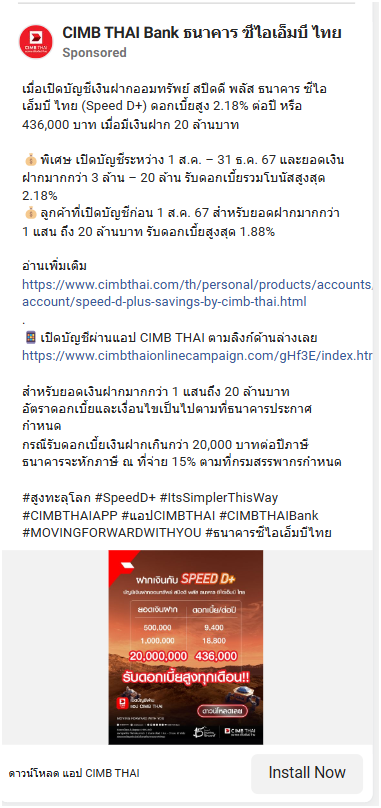 CIMB THAI Bank ธนาคาร ซีไอเอ็มบี ไทย
Sponsored
เมื่อเปิดบัญชีเงินฝากออมทรัพย์ สปีดดี พลัส ธนาคาร ซีไอ
เอ็มบี ไทย (Speed D+) ดอกเบี้ยสูง 2.18% ต่อปี หรือ
436,000 บาท เมื่อมีเงินฝาก 20 ล้านบาท
💰 พิเศษ เปิดบัญชีระหว่าง 1 ส.ค. – 31 ธ.ค. 67 และยอดเงิน
ฝากมากกว่า 3 ล้าน – 20 ล้าน รับดอกเบี้ยรวมโบนัสสูงสุด
2.18%
💰 ลูกค้าที่เปิดบัญชีก่อน 1 ส.ค. 67 สำหรับยอดฝากมากกว่า
1 แสน ถึง 20 ล้านบาท รับดอกเบี้ยสูงสุด 1.88%
อ่านเพิ่มเติม
https://www.cimbthai.com/th/personal/products/accounts/
account/speed-d-plus-savings-by-cimb-thai.html
.
📱 เปิดบัญชีผ่านแอป CIMB THAI ตามลิงก์ด้านล่างเลย
https://www.cimbthaionlinecampaign.com/gHf3E/index.htm
สำหรับยอดเงินฝากมากกว่า 1 แสนถึง 20 ล้านบาท
อัตราดอกเบี้ยและเงื่อนไขเป็นไปตามที่ธนาคารประกาศ
กำหนด
กรณีรับดอกเบี้ยเงินฝากเกินกว่า 20,000 บาทต่อปีภาษี
ธนาคารจะหักภาษี ณ ที่จ่าย 15% ตามที่กรมสรรพากรกำหนด
#สูงทะลุโลก #SpeedD+ #ItsSimplerThisWay
#CIMBTHAIAPP #แอปCIMBTHAI #CIMBTHAIBank
#MOVINGFORWARDWITHYOU #ธนาคารซีไอเอ็มบีไทย
ฝากเงินกับ SPEED D+
บัญชีเงินฝากออมทรัพย์ สปีดดี พลัส ธนาคาร ซีไอเอ็มบี ไทย
ยอดเงินฝาก ดอกเบี้ย/ต่อปี
500,000 9,400
1,000,000 18,800
20,000,000 436,000
รับดอกเบี้ยสูงทุกเดือน!!
CIMB THAI
ดาวน์โหลดเลย
CIMB THAI
ดาวน์โหลด แอป CIMB THAI
Install Now